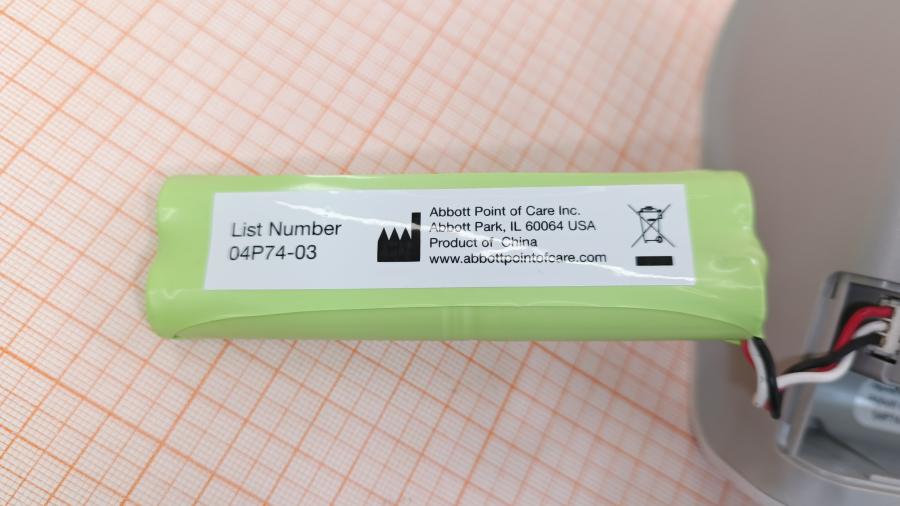 List Number
04P74-03
Abbott Point of Care Inc.
Abbott Park, IL 60064 USA
Product of China
www.abbottpointofcare.com